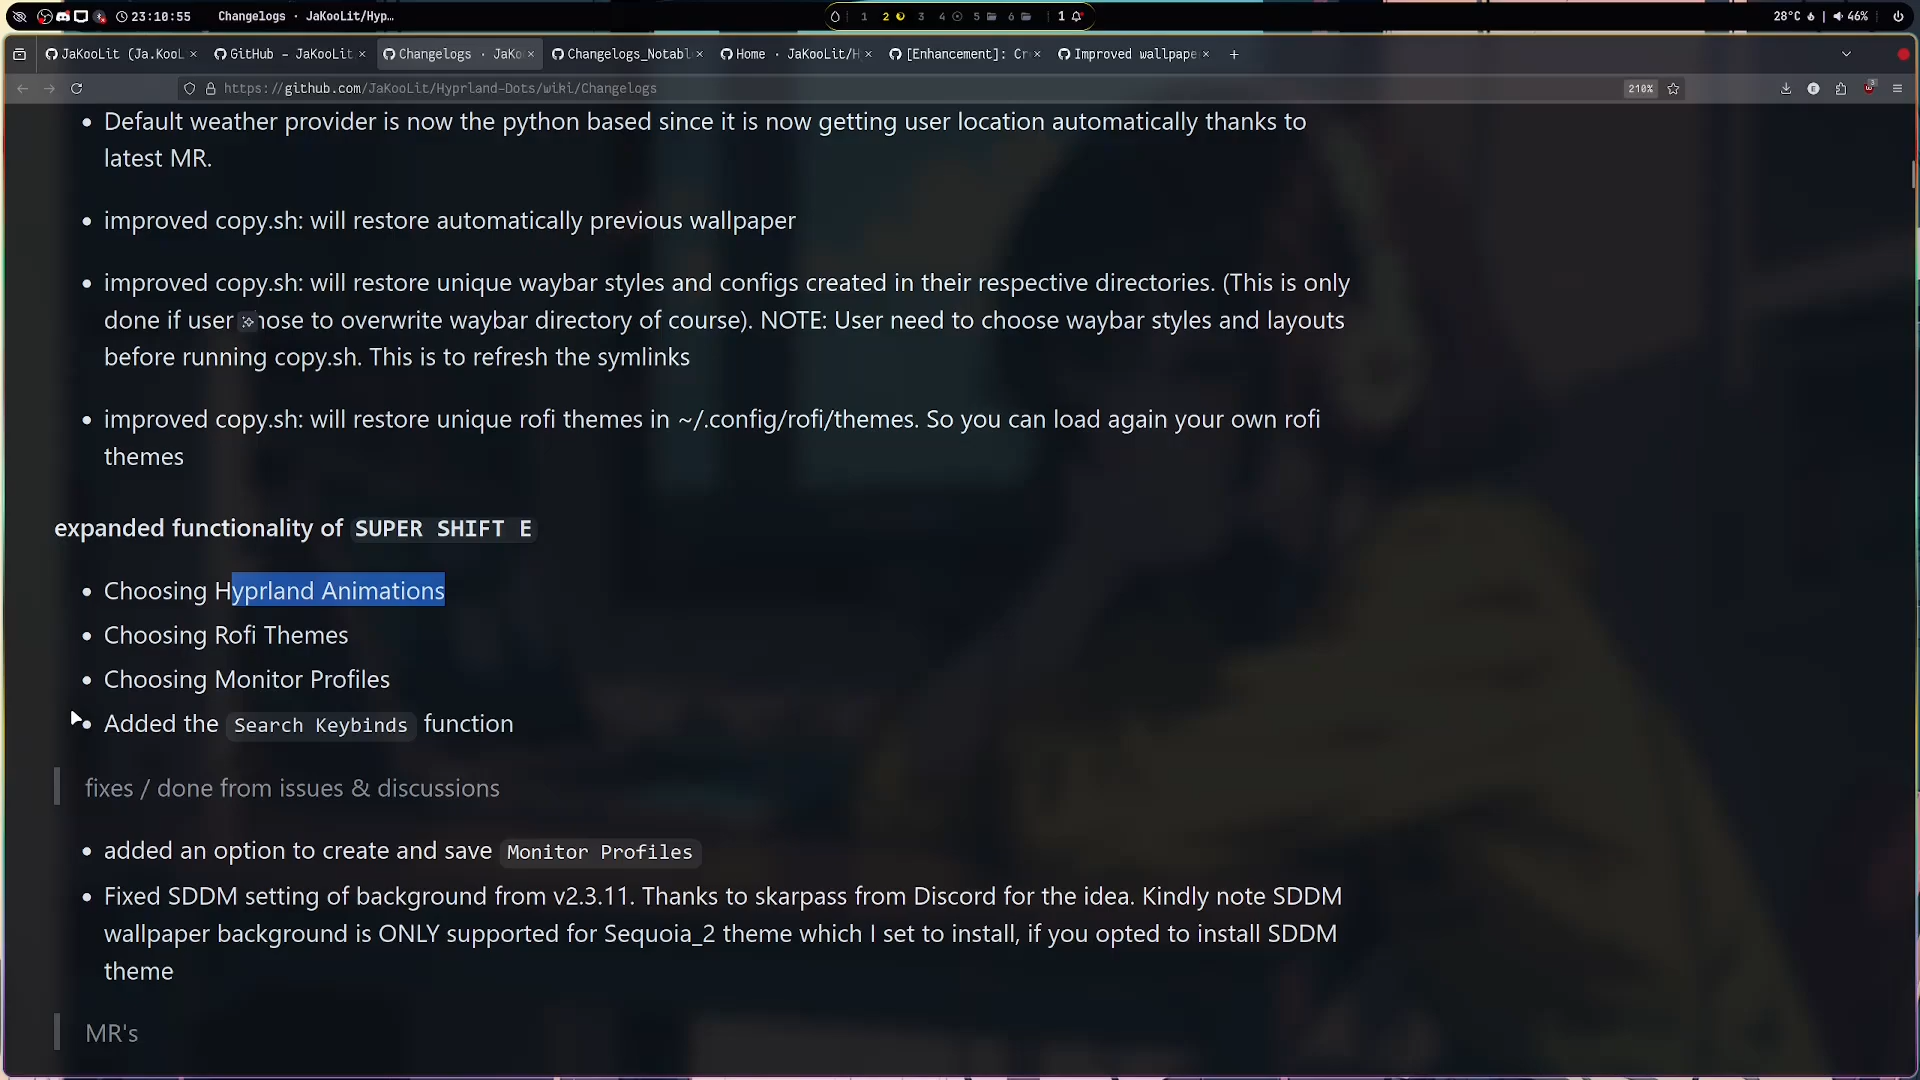 23:10:55
Changelogs · JaKooLit/Hyp…
1 2 3 4 5 6
1
28°C
46%
JaKooLit (Ja.KooL ×
GitHub - JaKooLit: ×
Changelogs · JaKo ×
Changelogs_Notabl ×
Home · JaKooLit/H ×
[Enhancement]: Cr ×
Improved wallpape ×
https://github.com/JaKooLit/Hyprland-Dots/wiki/Changelogs
210%
3
• Default weather provider is now the python based since it is now getting user location automatically thanks to
latest MR.
• improved copy.sh: will restore automatically previous wallpaper
• improved copy.sh: will restore unique waybar styles and configs created in their respective directories. (This is only
done if user hose to overwrite waybar directory of course). NOTE: User need to choose waybar styles and layouts
before running copy.sh. This is to refresh the symlinks
• improved copy.sh: will restore unique rofi themes in ~/.config/rofi/themes. So you can load again your own rofi
themes
expanded functionality of SUPER SHIFT E
• Choosing Hyprland Animations
• Choosing Rofi Themes
• Choosing Monitor Profiles
• Added the Search Keybinds function
fixes / done from issues & discussions
• added an option to create and save Monitor Profiles
• Fixed SDDM setting of background from v2.3.11. Thanks to skarpass from Discord for the idea. Kindly note SDDM
wallpaper background is ONLY supported for Sequoia_2 theme which I set to install, if you opted to install SDDM
theme
MR's